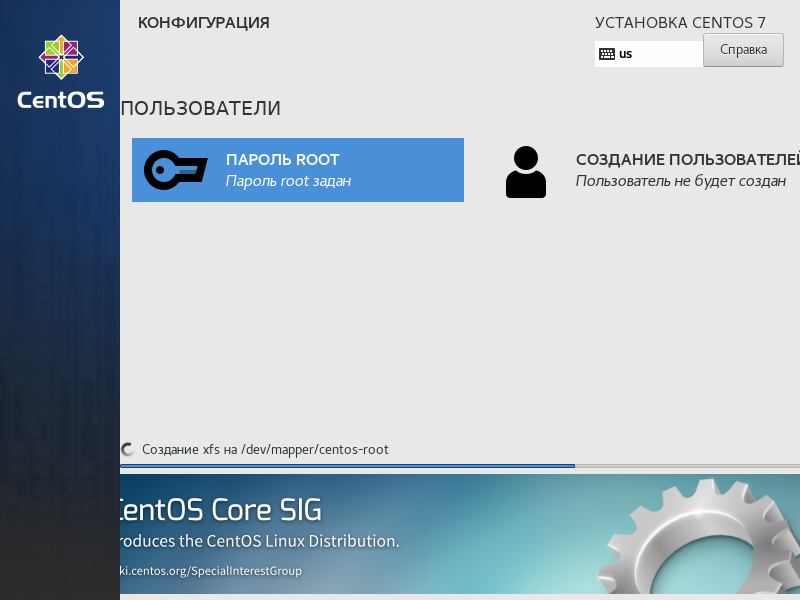 КОНФИГУРАЦИЯ
УСТАНОВКА CENTOS 7
us
Справка
CentOS
ПОЛЬЗОВАТЕЛИ
ПАРОЛЬ ROOT
Пароль root задан
СОЗДАНИЕ ПОЛЬЗОВАТЕЛЕЙ
Пользователь не будет создан
Создание xfs на /dev/mapper/centos-root
CentOS Core SIG
roduces the CentOS Linux Distribution.
ki.centos.org/SpecialInterestGroup